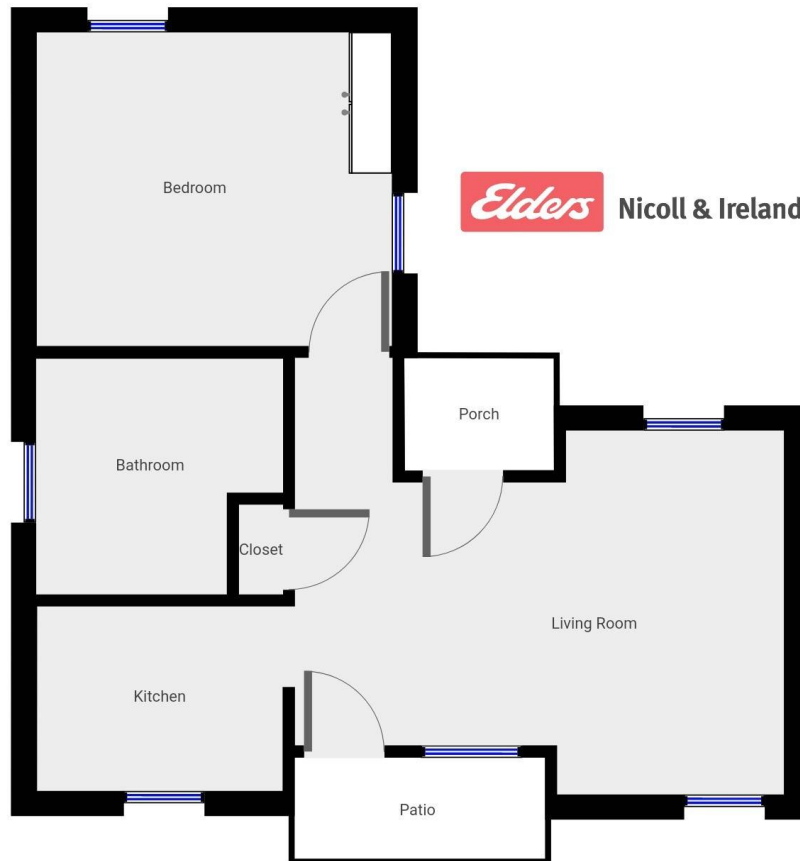 Bedroom
Elders Nicoll & Ireland
Porch
Bathroom
Closet
Living Room
Kitchen
Patio